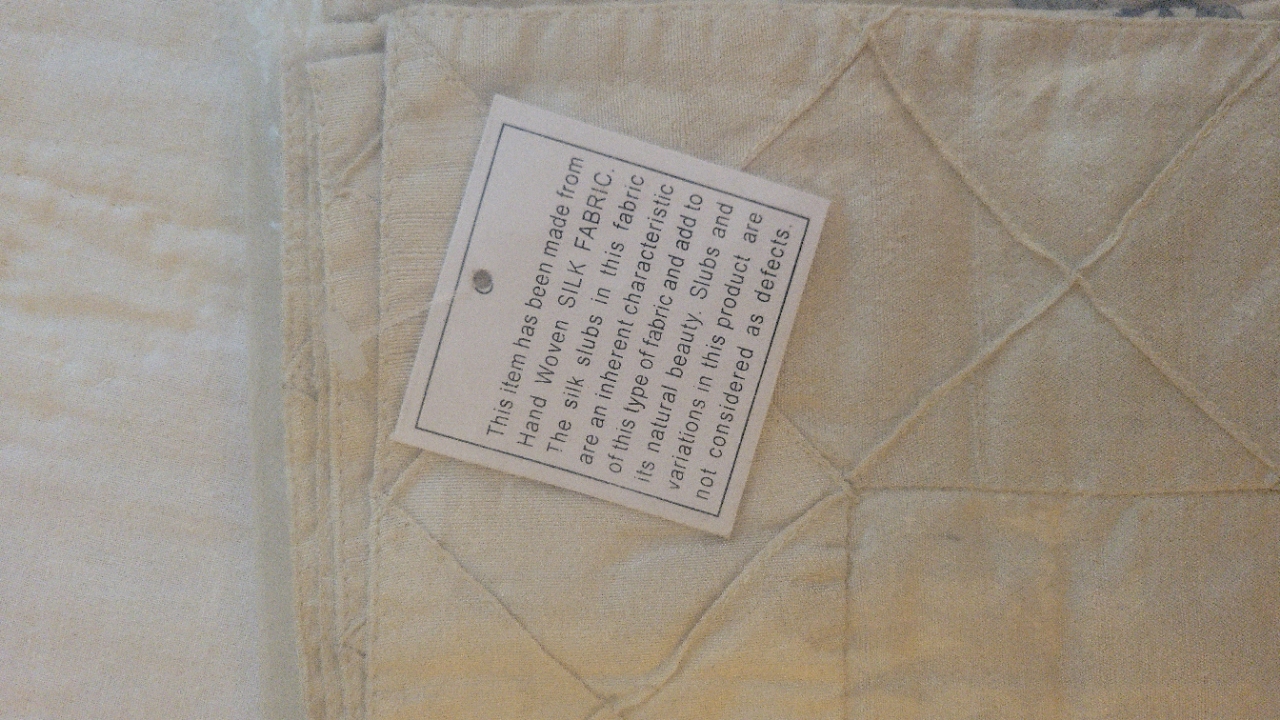 This item has been made from
Hand Woven SILK FABRIC.
The silk slubs in this fabric
are an inherent characteristic
of this type of fabric and add to
its natural beauty. Slubs and
variations in this product are
not considered as defects.